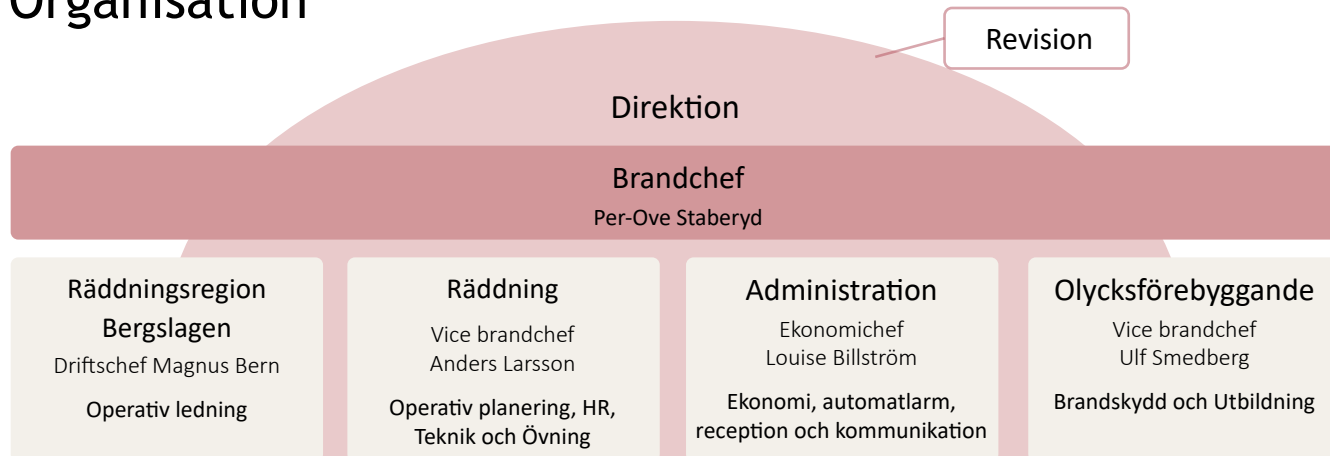 Organisation
Revision
Direktion
Brandchef
Per-Ove Staberyd
Räddningsregion
Bergslagen
Driftschef Magnus Bern
Operativ ledning
Räddning
Vice brandchef
Anders Larsson
Operativ planering, HR,
Teknik och Övning
Administration
Ekonomichef
Louise Billström
Ekonomi, automatlarm,
reception och kommunikation
Olycksförebyggande
Vice brandchef
Ulf Smedberg
Brandskydd och Utbildning